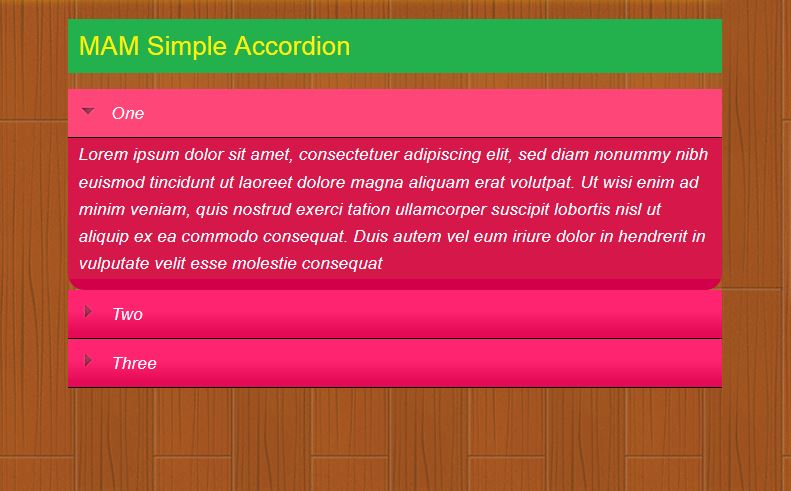 MAM Simple Accordion
One
Lorem ipsum dolor sit amet, consectetuer adipiscing elit, sed diam nonummy nibh
euismod tincidunt ut laoreet dolore magna aliquam erat volutpat. Ut wisi enim ad
minim veniam, quis nostrud exerci tation ullamcorper suscipit lobortis nisl ut
aliquip ex ea commodo consequat. Duis autem vel eum iriure dolor in hendrerit in
vulputate velit esse molestie consequat
Two
Three